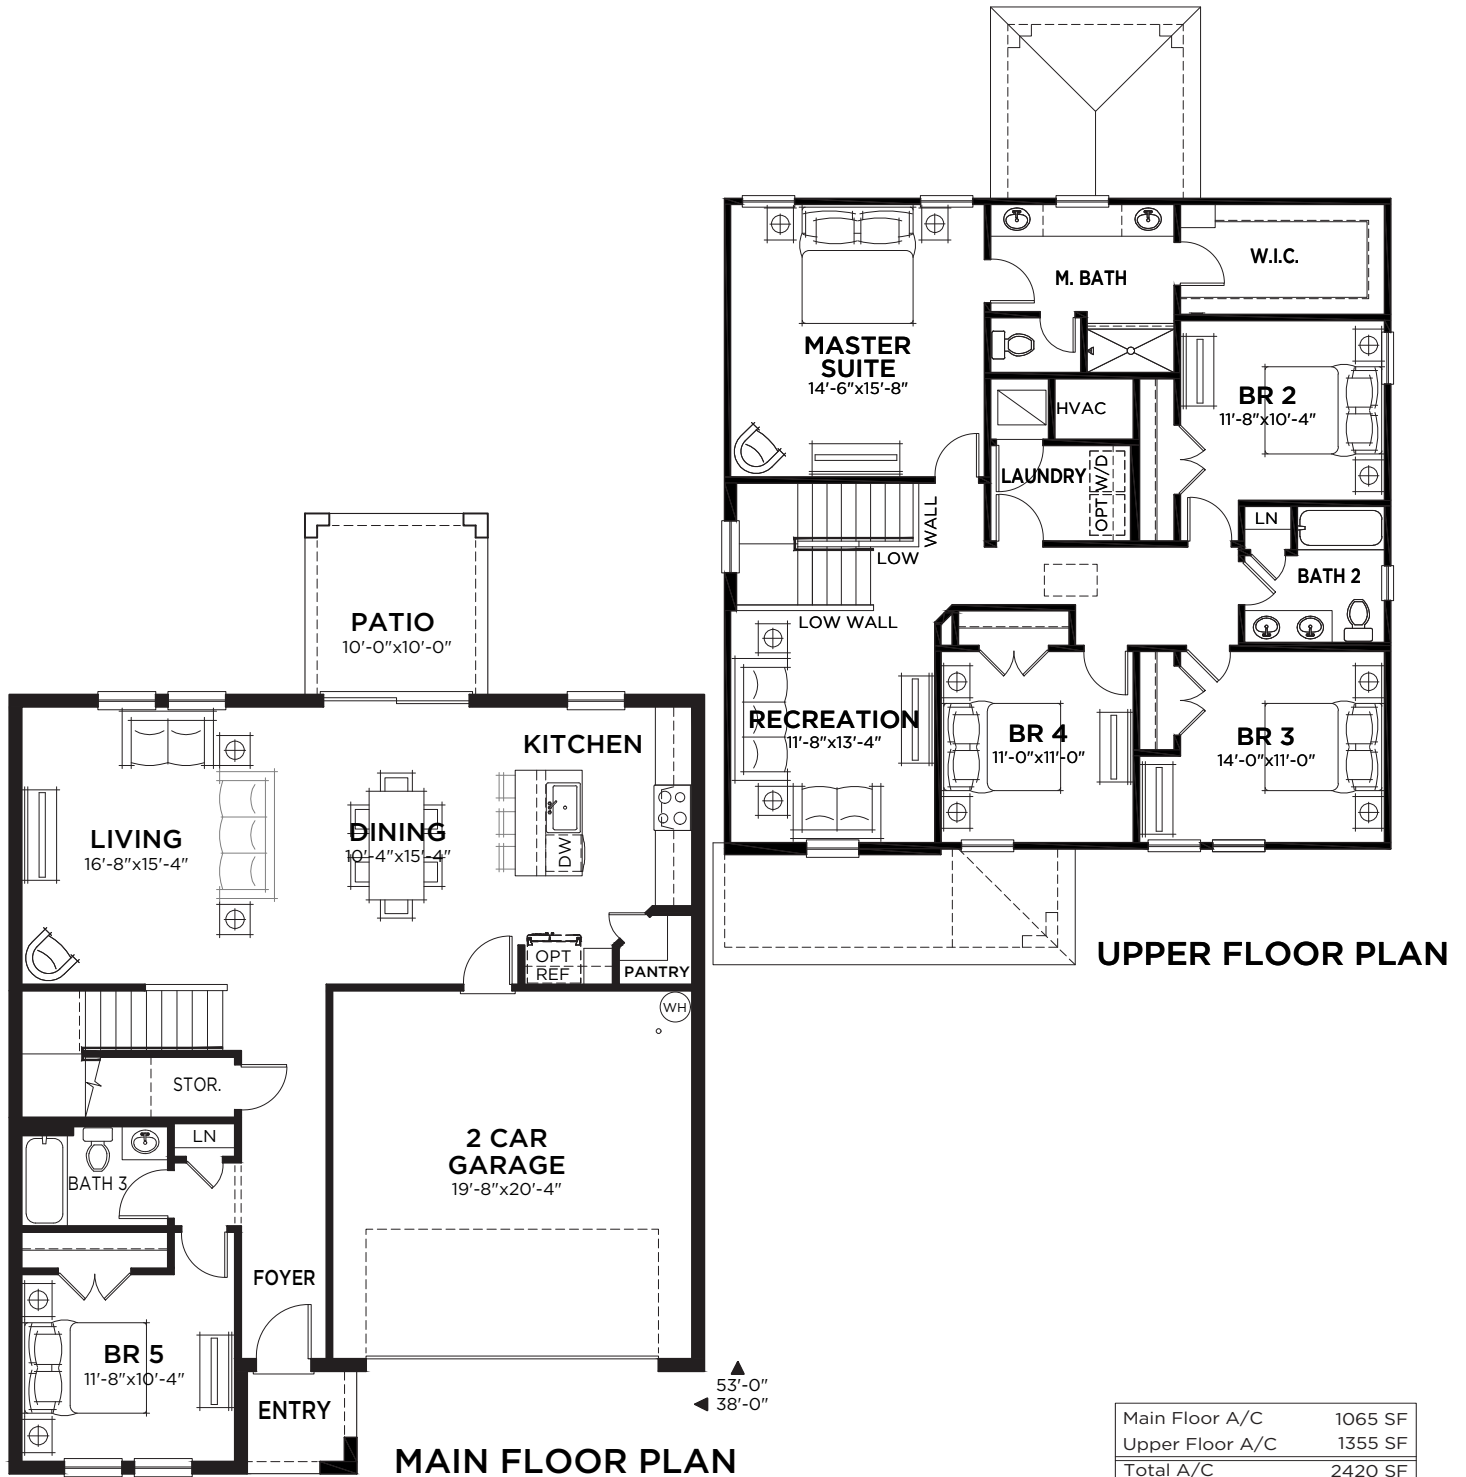 M. BATH
W.I.C.
MASTER
SUITE
14'-6"x15'-8"
BR 2
11'-8"x10'-4"
HVAC
LAUNDRY
OPT W/D
LOW
WALL
LOW WALL
LN
BATH 2
RECREATION
11'-8"x13'-4"
BR 4
11'-0"x11'-0"
BR 3
14'-0"x11'-0"
UPPER FLOOR PLAN
PATIO
10'-0"x10'-0"
KITCHEN
LIVING
16'-8"x15'-4"
DINING
10'-4"x15'-4"
DW
OPT
REF
PANTRY
WH
STOR.
LN
BATH 3
2 CAR
GARAGE
19'-8"x20'-4"
FOYER
BR 5
11'-8"x10'-4"
ENTRY
53'-0"
38'-0"
MAIN FLOOR PLAN
Main Floor A/C 1065 SF
Upper Floor A/C 1355 SF
Total A/C 2420 SF